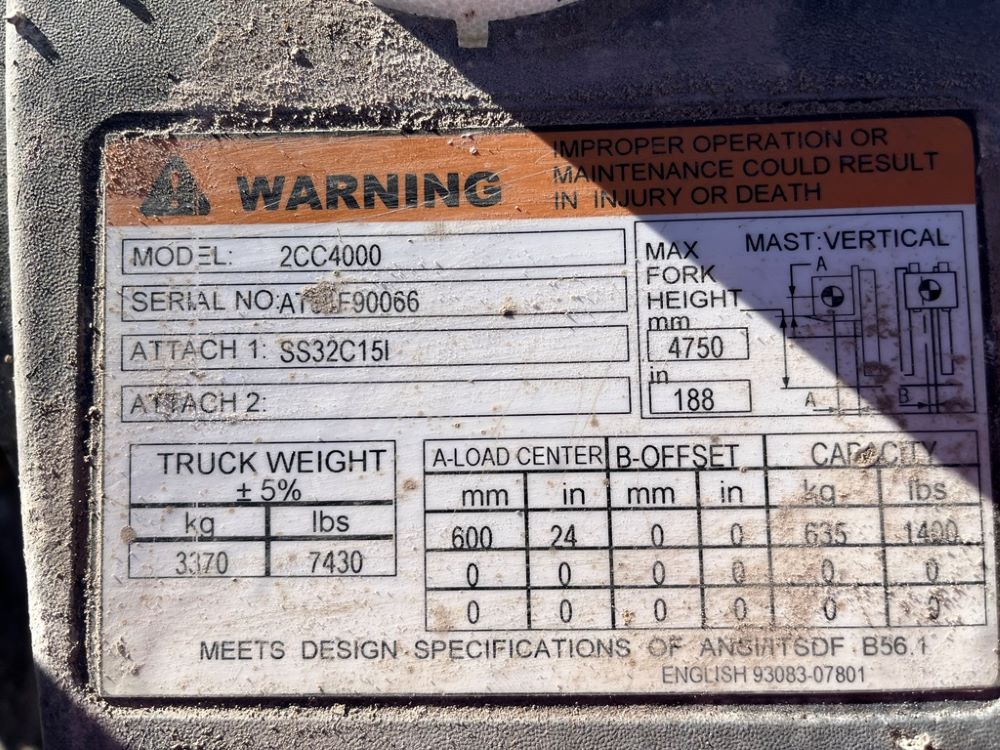 WARNING
IMPROPER OPERATION OR
MAINTENANCE COULD RESULT
IN INJURY OR DEATH
MODEL: 2CC4000
SERIAL NO:
ATTACH 1: SS32C15I
ATTACH 2:
MAX
FORK
HEIGHT
mm
4750
in
188
MAST:VERTICAL
A
A
B
TRUCK WEIGHT
± 5%
kg lbs
3370 7430
A-LOAD CENTER B-OFFSET CAPACITY
mm in mm in kg lbs
600 24 0 0 635 1400
0 0 0 0 0 0
0 0 0 0 0 0
MEETS DESIGN SPECIFICATIONS OF ANSI/ITSDF B56.1
ENGLISH 93083-07801